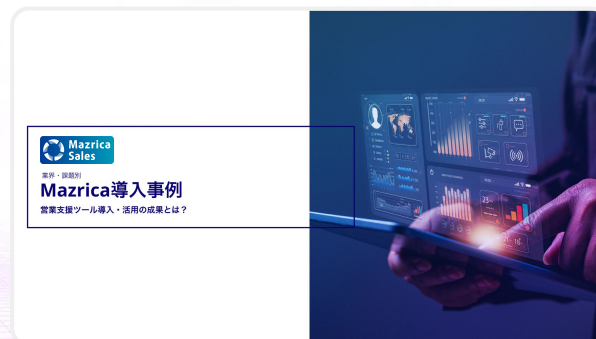 Mazrica
Sales
業界・課題別
Mazrica導入事例
営業支援ツール導入・活用の成果とは？